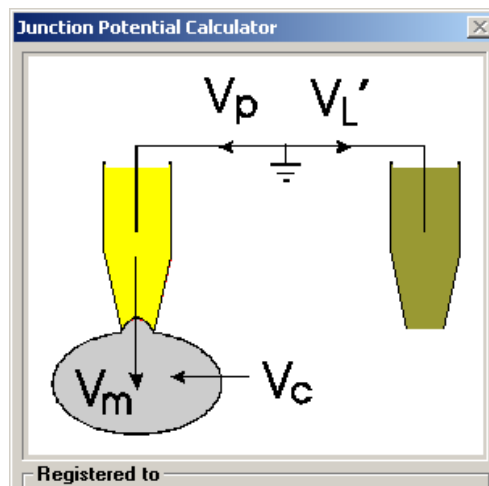 Junction Potential Calculator
Vp VL′
Vm Vc
Registered to